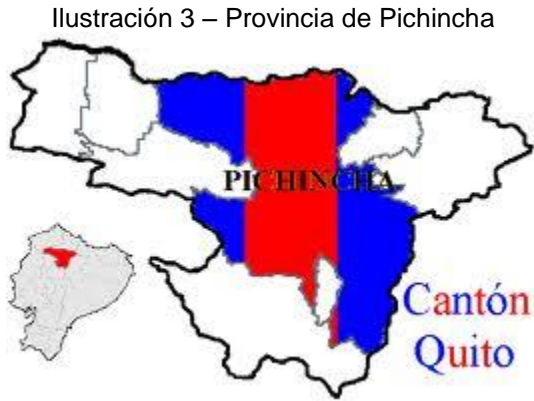 Ilustración 3 – Provincia de Pichincha
PICHINCHA
Cantón
Quito